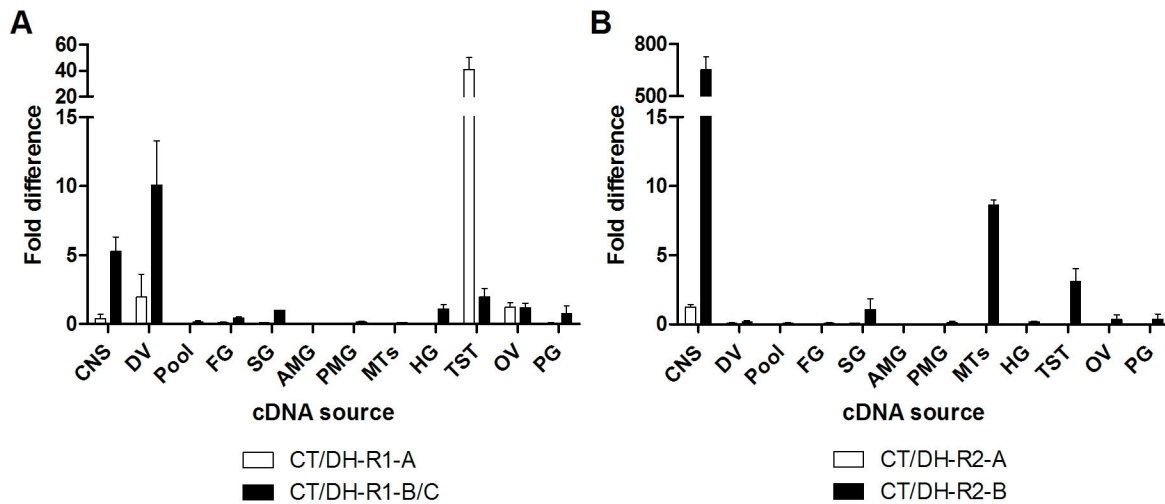 A
Fold difference
60
40
20
15
10
5
0
CNS
DV
Pool
FG
SG
AMG
PMG
MTs
HG
TST
OV
PG
cDNA source
CT/DH-R1-A
CT/DH-R1-B/C
B
Fold difference
800
500
15
10
5
0
CNS
DV
Pool
FG
SG
AMG
PMG
MTs
HG
TST
OV
PG
cDNA source
CT/DH-R2-A
CT/DH-R2-B